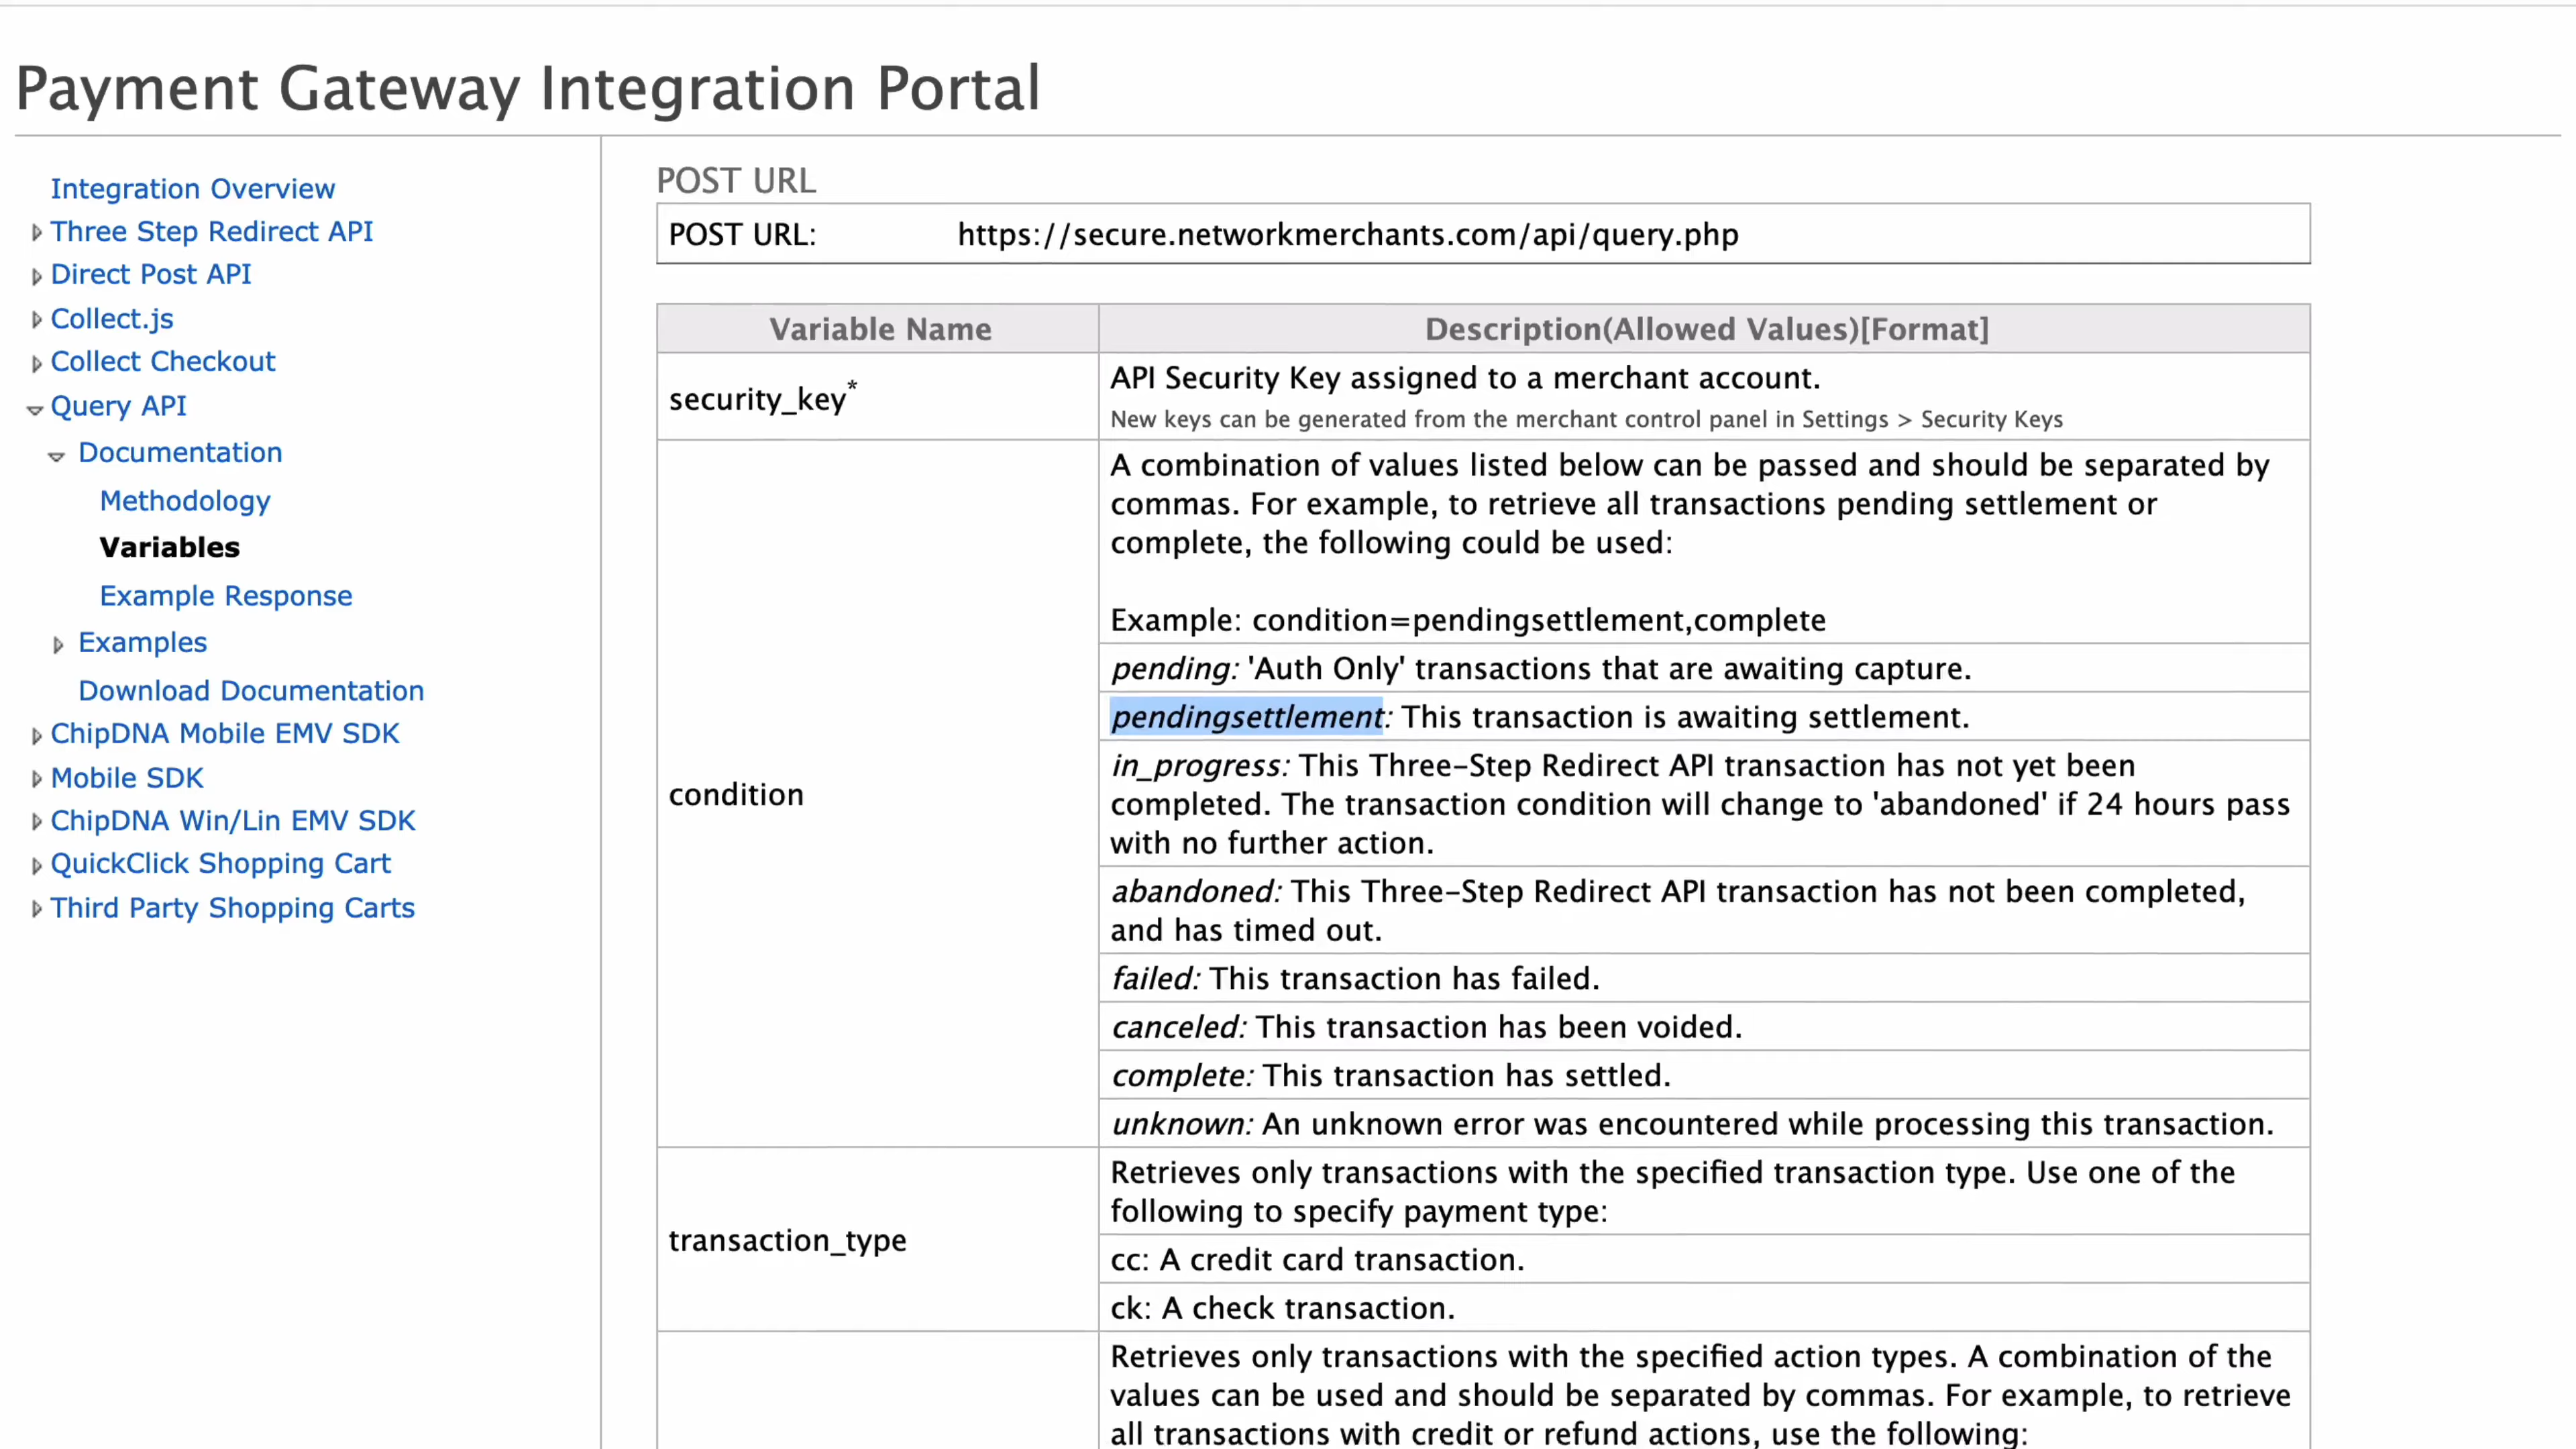 Payment Gateway Integration Portal
Integration Overview
Three Step Redirect API
Direct Post API
Collect.js
Collect Checkout
Query API
Documentation
Methodology
Variables
Example Response
Examples
Download Documentation
ChipDNA Mobile EMV SDK
Mobile SDK
ChipDNA Win/Lin EMV SDK
QuickClick Shopping Cart
Third Party Shopping Carts
POST URL
POST URL: https://secure.networkmerchants.com/api/query.php
Variable Name Description(Allowed Values)[Format]
security_key*
API Security Key assigned to a merchant account.
New keys can be generated from the merchant control panel in Settings > Security Keys
condition
A combination of values listed below can be passed and should be separated by
commas. For example, to retrieve all transactions pending settlement or
complete, the following could be used:
Example: condition=pendingsettlement,complete
pending: 'Auth Only' transactions that are awaiting capture.
pendingsettlement: This transaction is awaiting settlement.
in_progress: This Three-Step Redirect API transaction has not yet been
completed. The transaction condition will change to 'abandoned' if 24 hours pass
with no further action.
abandoned: This Three-Step Redirect API transaction has not been completed,
and has timed out.
failed: This transaction has failed.
canceled: This transaction has been voided.
complete: This transaction has settled.
unknown: An unknown error was encountered while processing this transaction.
transaction_type
Retrieves only transactions with the specified transaction type. Use one of the
following to specify payment type:
cc: A credit card transaction.
ck: A check transaction.
Retrieves only transactions with the specified action types. A combination of the
values can be used and should be separated by commas. For example, to retrieve
all transactions with credit or refund actions, use the following: